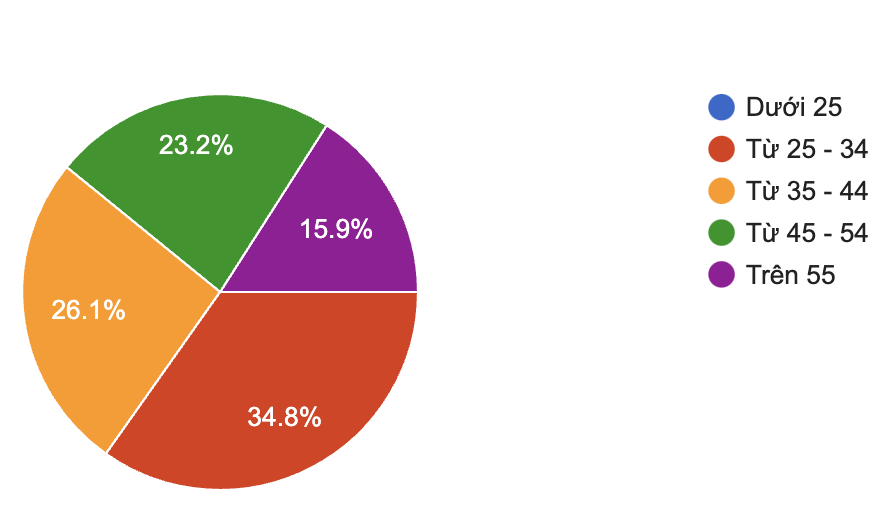 23.2%
15.9%
26.1%
34.8%
Dưới 25
Từ 25 - 34
Từ 35 - 44
Từ 45 - 54
Trên 55